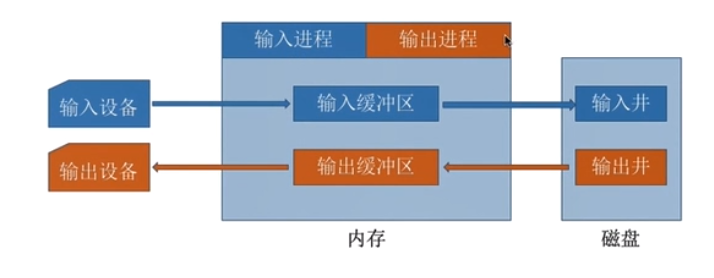 输入进程
输出进程
输入设备
输入缓冲区
输入井
输出设备
输出缓冲区
输出井
内存
磁盘